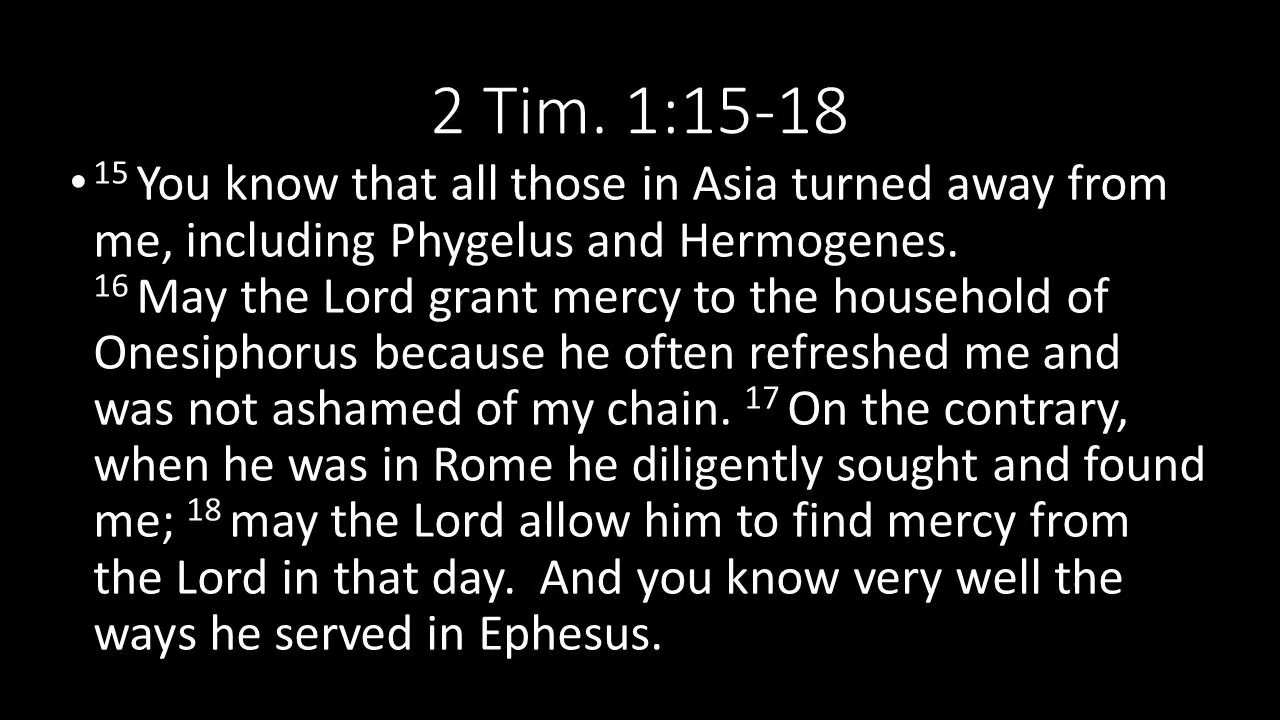 2 Tim. 1:15-18
• 15 You know that all those in Asia turned away from
me, including Phygelus and Hermogenes.
16 May the Lord grant mercy to the household of
Onesiphorus because he often refreshed me and
was not ashamed of my chain. 17 On the contrary,
when he was in Rome he diligently sought and found
me; 18 may the Lord allow him to find mercy from
the Lord in that day.  And you know very well the
ways he served in Ephesus.